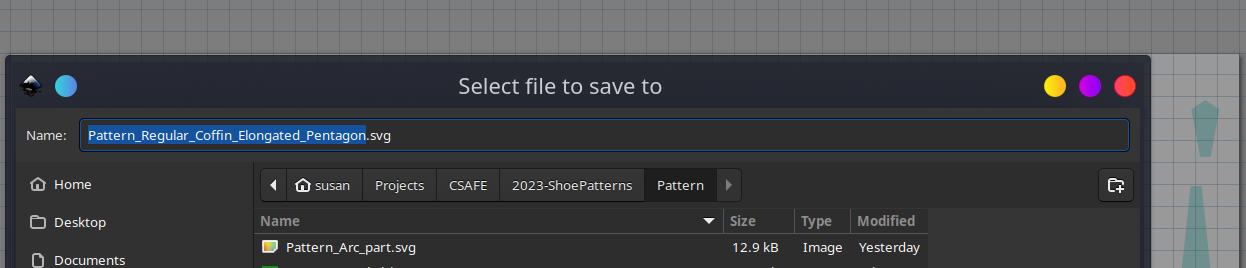 Select file to save to
Name: Pattern_Regular_Coffin_Elongated_Pentagon.svg
Home
susan Projects CSAFE 2023-ShoePatterns Pattern
Desktop
Name Size Type Modified
Documents
Pattern_Arc_part.svg 12.9 kB Image Yesterday